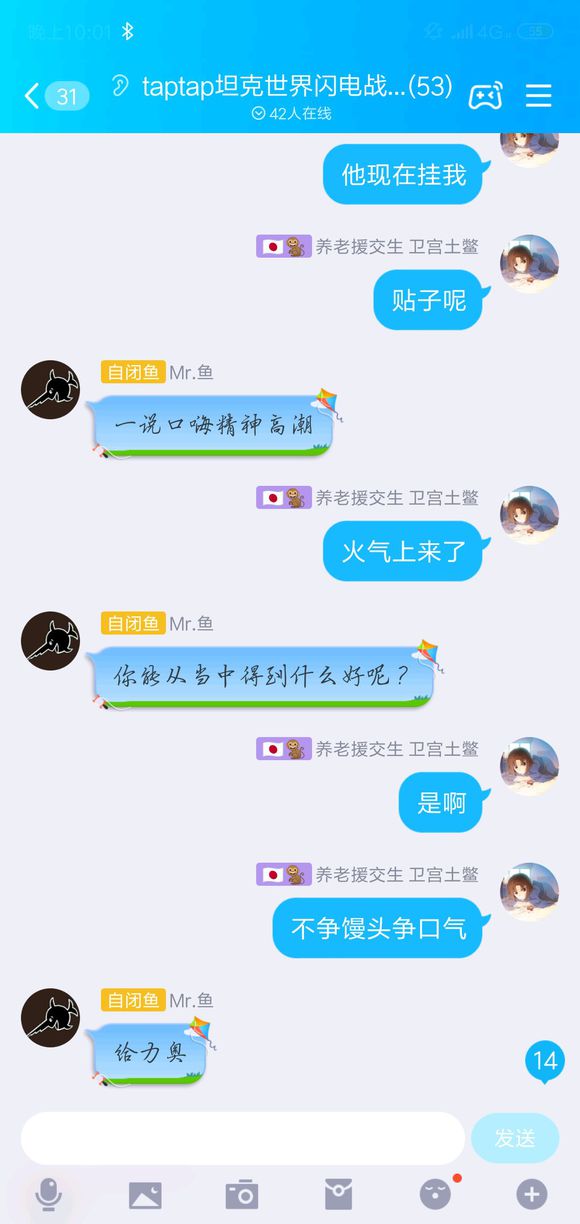 晚上10:01
4G
55
31
taptap坦克世界闪电战...(53)
42人在线
他现在挂我
养老援交生 卫宫土鳖
贴子呢
自闭鱼 Mr.鱼
一说口嗨精神高潮
养老援交生 卫宫土鳖
火气上来了
自闭鱼 Mr.鱼
你能从当中得到什么好呢？
养老援交生 卫宫土鳖
是啊
养老援交生 卫宫土鳖
不争馒头争口气
自闭鱼 Mr.鱼
给力奥
14
发送